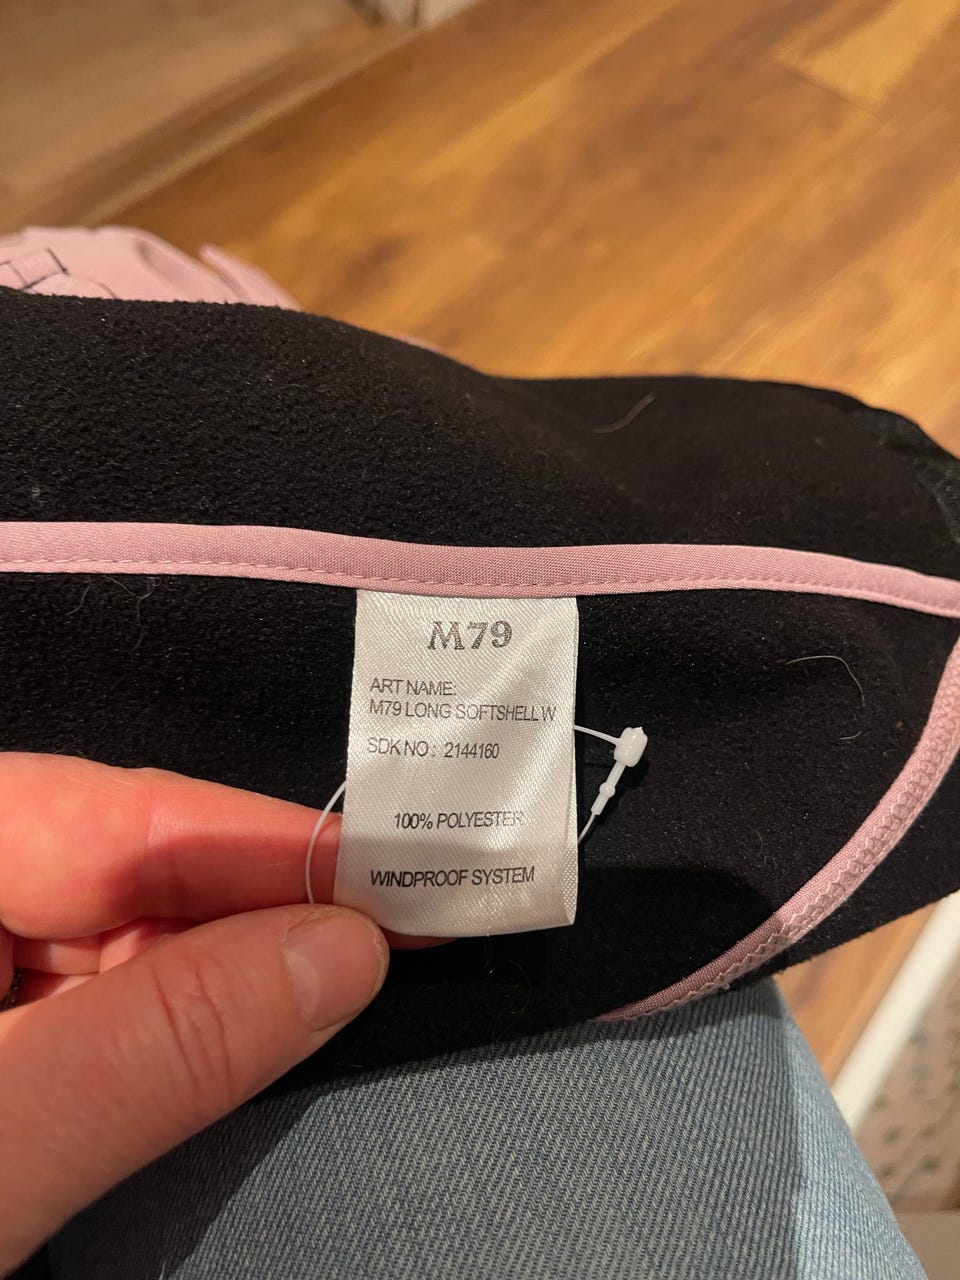 M79
ART NAME:
M79 LONG SOFTSHELL W
SDK NO : 2144160
100% POLYESTER
WINDPROOF SYSTEM